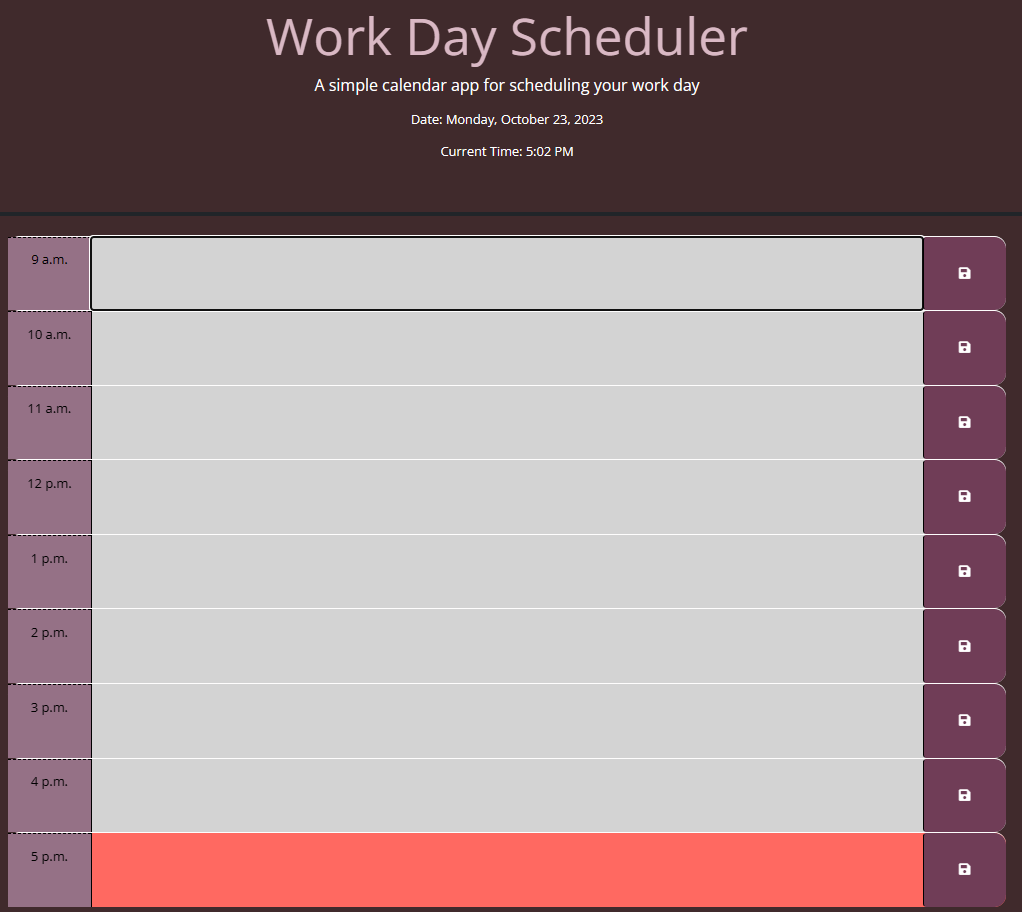 Work Day Scheduler
A simple calendar app for scheduling your work day
Date: Monday, October 23, 2023
Current Time: 5:02 PM
9 a.m.
10 a.m.
11 a.m.
12 p.m.
1 p.m.
2 p.m.
3 p.m.
4 p.m.
5 p.m.